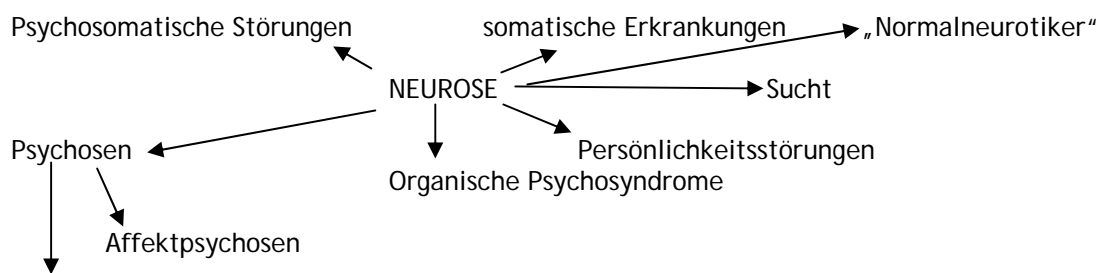 Psychosomatische Störungen somatische Erkrankungen „Normalneurotiker“
NEUROSE Sucht
Psychosen Persönlichkeitsstörungen
Organische Psychosyndrome
Affektpsychosen